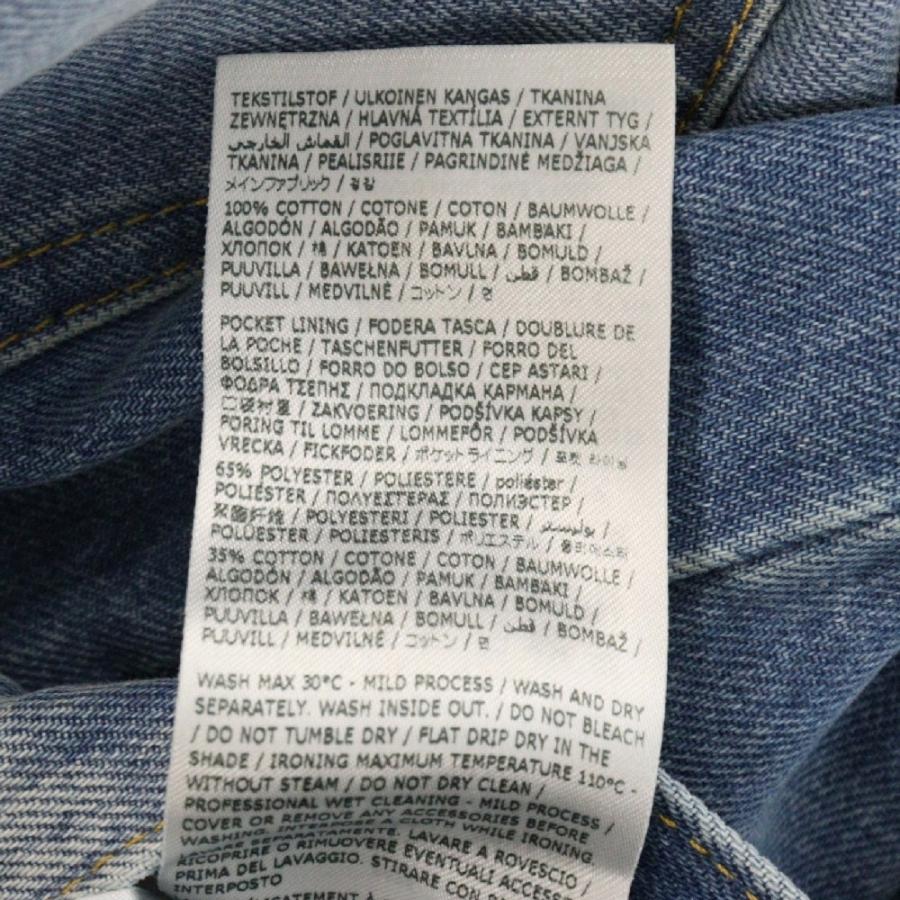 TEKSTILSTOF / ULKOINEN KANGAS / TKANINA
ZEWNĘTRZNA / HLAVNÁ TEXTÍLIA / EXTERNT TYG /
القماش الخارجي / POGLAVITNA TKANINA / VANJSKA
TKANINA / PEALISRIIE / PAGRINDINĖ MEDŽIAGA /
メインファブリック / 겉감
100% COTTON / COTONE / COTON / BAUMWOLLE /
ALGODÓN / ALGODÃO / PAMUK / BAMBAKI /
ХЛОПОК / 棉 / KATOEN / BAVLNA / BOMULD /
PUUVILLA / BAWEŁNA / BOMULL / قطن / BOMBAŽ /
PUUVILL / MEDVILNĖ / コットン / 면
POCKET LINING / FODERA TASCA / DOUBLURE DE
LA POCHE / TASCHENFUTTER / FORRO DEL
BOLSILLO / FORRO DO BOLSO / CEP ASTARI /
ΦΟΔΡΑ ΤΣΕΠΗΣ / ПОДКЛАДКА КАРМАНА /
口袋衬里 / ZAKVOERING / PODŠÍVKA KAPSY /
FORING TIL LOMME / LOMMEFÔR / PODŠÍVKA
VRECKA / FICKFODER / ポケットライニング / 포켓 라이닝
65% POLYESTER / POLIESTERE / poliéster /
POLIÉSTER / ΠΟΛΥΕΣΤΕΡΑΣ / ПОЛИЭСТЕР /
聚酯纤维 / POLYESTERI / POLIESTER / بوليستر /
POLÜESTER / POLIESTERIS / ポリエステル / 폴리에스터
35% COTTON / COTONE / COTON / BAUMWOLLE /
ALGODÓN / ALGODÃO / PAMUK / BAMBAKI /
ХЛОПОК / 棉 / KATOEN / BAVLNA / BOMULD /
PUUVILLA / BAWEŁNA / BOMULL / قطن / BOMBAŽ /
PUUVILL / MEDVILNĖ / コットン / 면
WASH MAX 30°C - MILD PROCESS / WASH AND DRY
SEPARATELY. WASH INSIDE OUT. / DO NOT BLEACH
/ DO NOT TUMBLE DRY / FLAT DRIP DRY IN THE
SHADE / IRONING MAXIMUM TEMPERATURE 110°C -
WITHOUT STEAM / DO NOT DRY CLEAN /
PROFESSIONAL WET CLEANING - MILD PROCESS /
COVER OR REMOVE ANY ACCESSORIES BEFORE
WASHING. INTERPOSE A CLOTH WHILE IRONING.
LAVARE A ROVESCIO /
RICOPRIRE O RIMUOVERE EVENTUALI ACCESSO
PRIMA DEL LAVAGGIO. STIRARE CON
INTERPOSTO